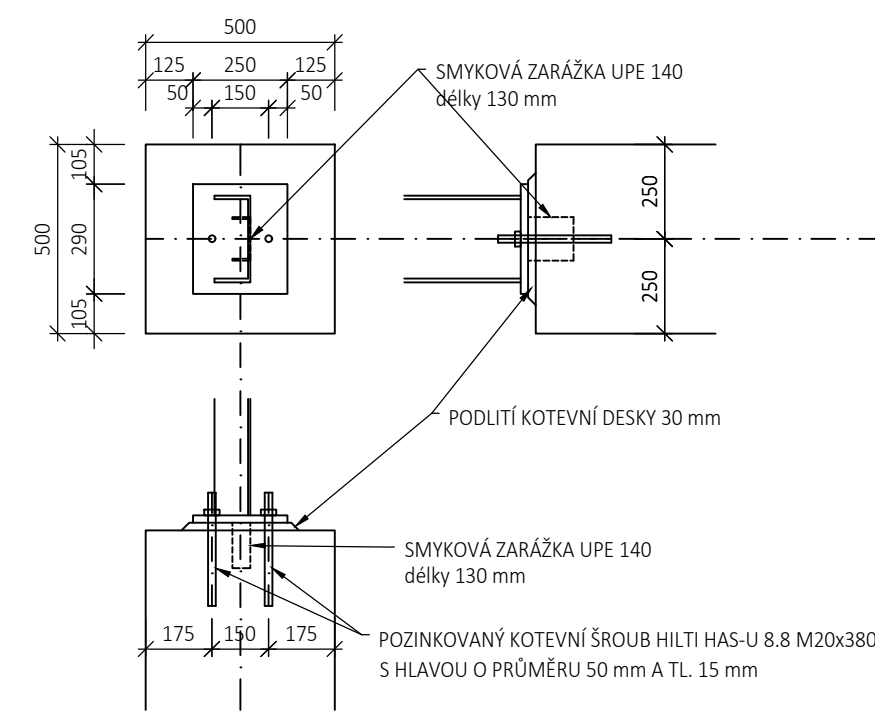 500
125 250 125
50 150 50
SMYKOVÁ ZARÁŽKA UPE 140
délky 130 mm
105
500
290
105
250
250
PODLITÍ KOTEVNÍ DESKY 30 mm
SMYKOVÁ ZARÁŽKA UPE 140
délky 130 mm
175 150 175
POZINKOVANÝ KOTEVNÍ ŠROUB HILTI HAS-U 8.8 M20x380
S HLAVOU O PRŮMĚRU 50 mm A TL. 15 mm